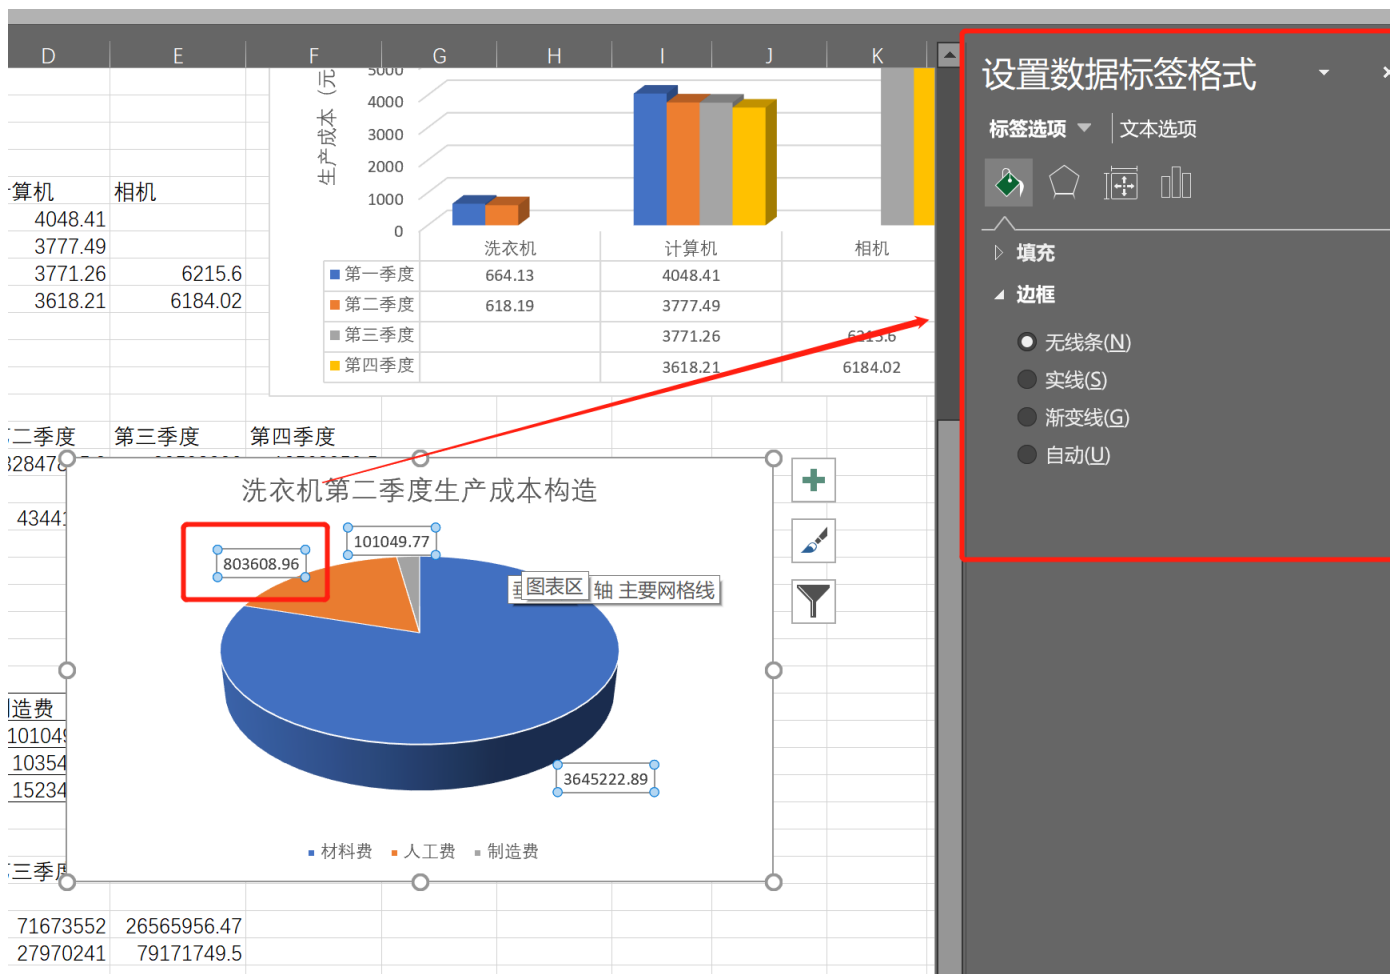 D E F G H I J K
设置数据标签格式
标签选项 文本选项
填充
边框
无线条(N)
实线(S)
渐变线(G)
自动(U)
生产成本（元
5000
4000
3000
2000
1000
0
洗衣机 计算机 相机
第一季度 664.13 4048.41
第二季度 618.19 3777.49
第三季度 3771.26 6215.6
第四季度 3618.21 6184.02
算机 相机
4048.41
3777.49
3771.26 6215.6
3618.21 6184.02
二季度 第三季度 第四季度
32847
4344
洗衣机第二季度生产成本构造
803608.96
101049.77
图表区
轴 主要网格线
3645222.89
材料费 人工费 制造费
造费
10104
10354
15234
三季
71673552 26565956.47
27970241 79171749.5